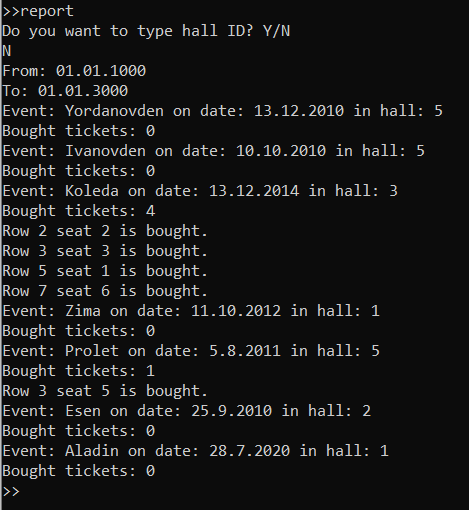 >>report
Do you want to type hall ID? Y/N
N
From: 01.01.1000
To: 01.01.3000
Event: Yordanovden on date: 13.12.2010 in hall: 5
Bought tickets: 0
Event: Ivanovden on date: 10.10.2010 in hall: 5
Bought tickets: 0
Event: Koleda on date: 13.12.2014 in hall: 3
Bought tickets: 4
Row 2 seat 2 is bought.
Row 3 seat 3 is bought.
Row 5 seat 1 is bought.
Row 7 seat 6 is bought.
Event: Zima on date: 11.10.2012 in hall: 1
Bought tickets: 0
Event: Prolet on date: 5.8.2011 in hall: 5
Bought tickets: 1
Row 3 seat 5 is bought.
Event: Esen on date: 25.9.2010 in hall: 2
Bought tickets: 0
Event: Aladin on date: 28.7.2020 in hall: 1
Bought tickets: 0
>>